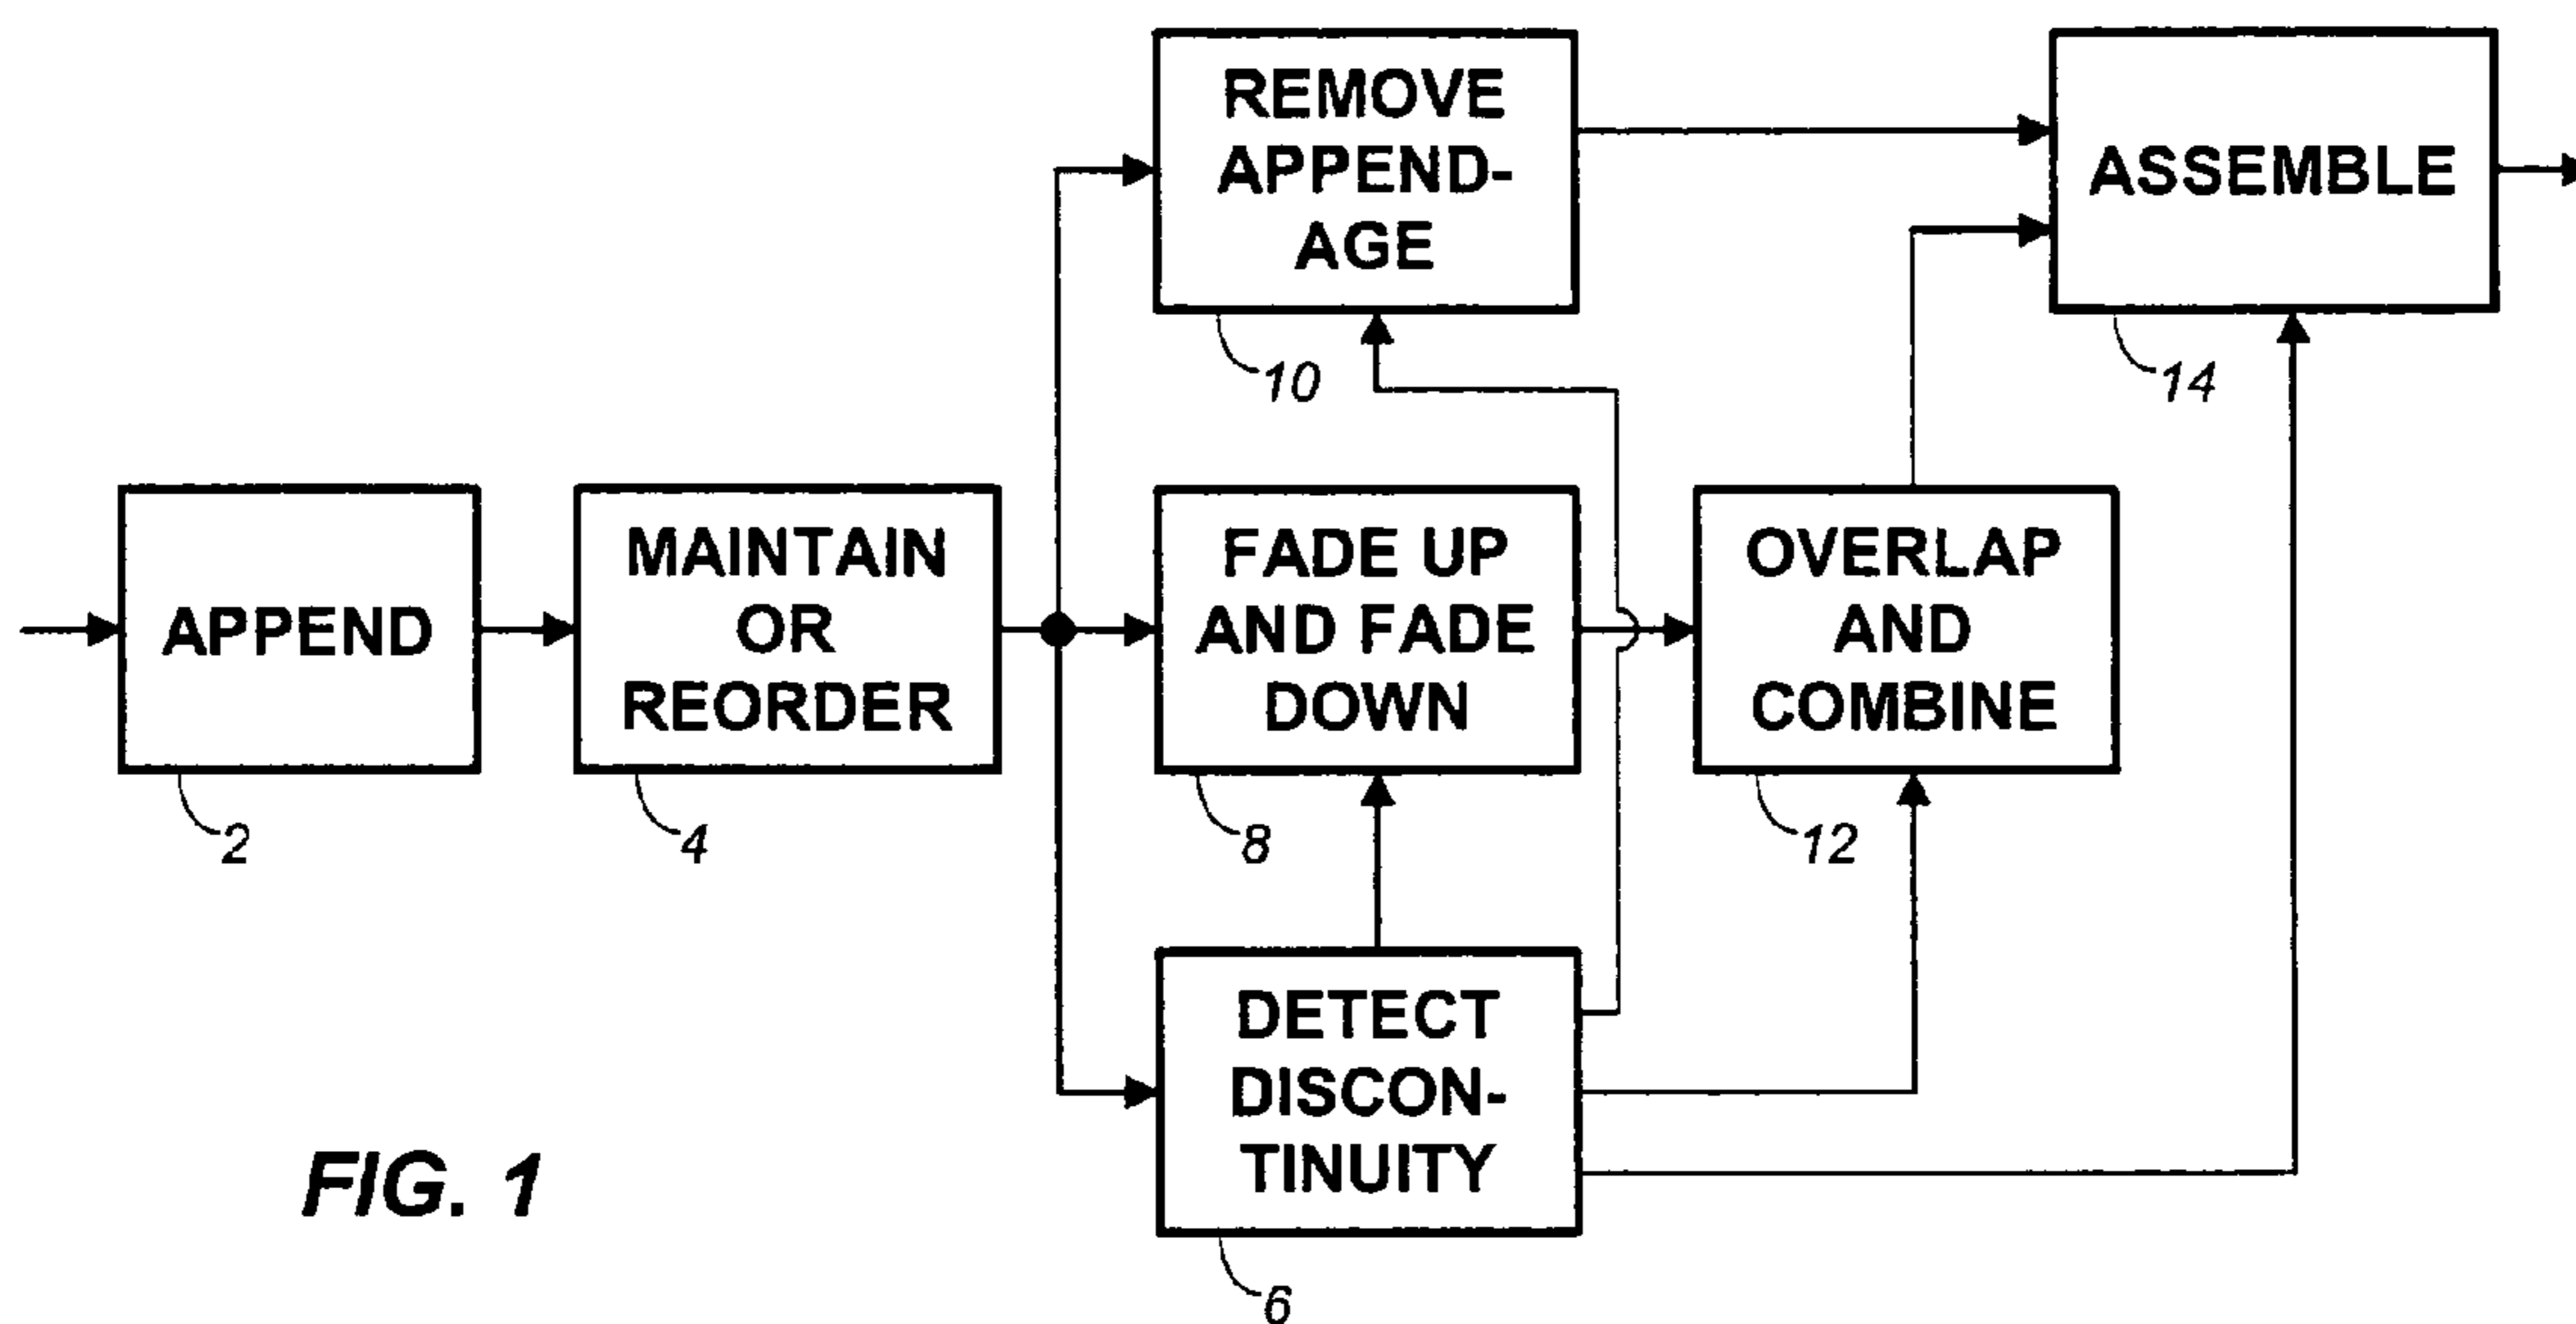 REMOVE
APPEND-
AGE
10
ASSEMBLE
14
APPEND
2
MAINTAIN
OR
REORDER
4
FADE UP
AND FADE
DOWN
8
OVERLAP
AND
COMBINE
12
DETECT
DISCON-
TINUITY
6
FIG. 1